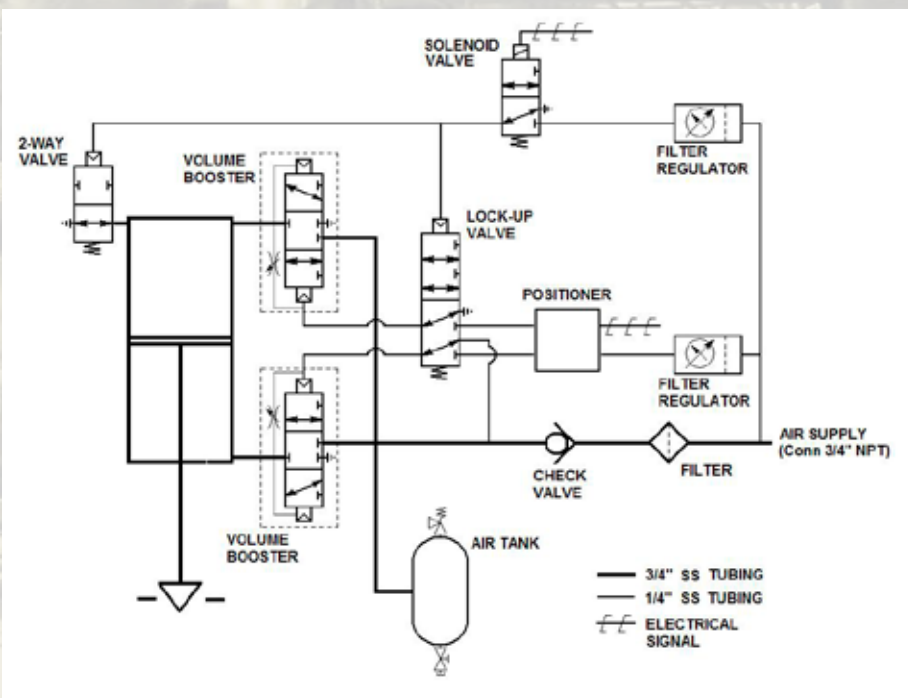 SOLENOID
VALVE
2-WAY
VALVE
VOLUME
BOOSTER
FILTER
REGULATOR
LOCK-UP
VALVE
POSITIONER
FILTER
REGULATOR
AIR SUPPLY
(Conn 3/4" NPT)
CHECK
VALVE
FILTER
VOLUME
BOOSTER
AIR TANK
3/4" SS TUBING
1/4" SS TUBING
ELECTRICAL
SIGNAL